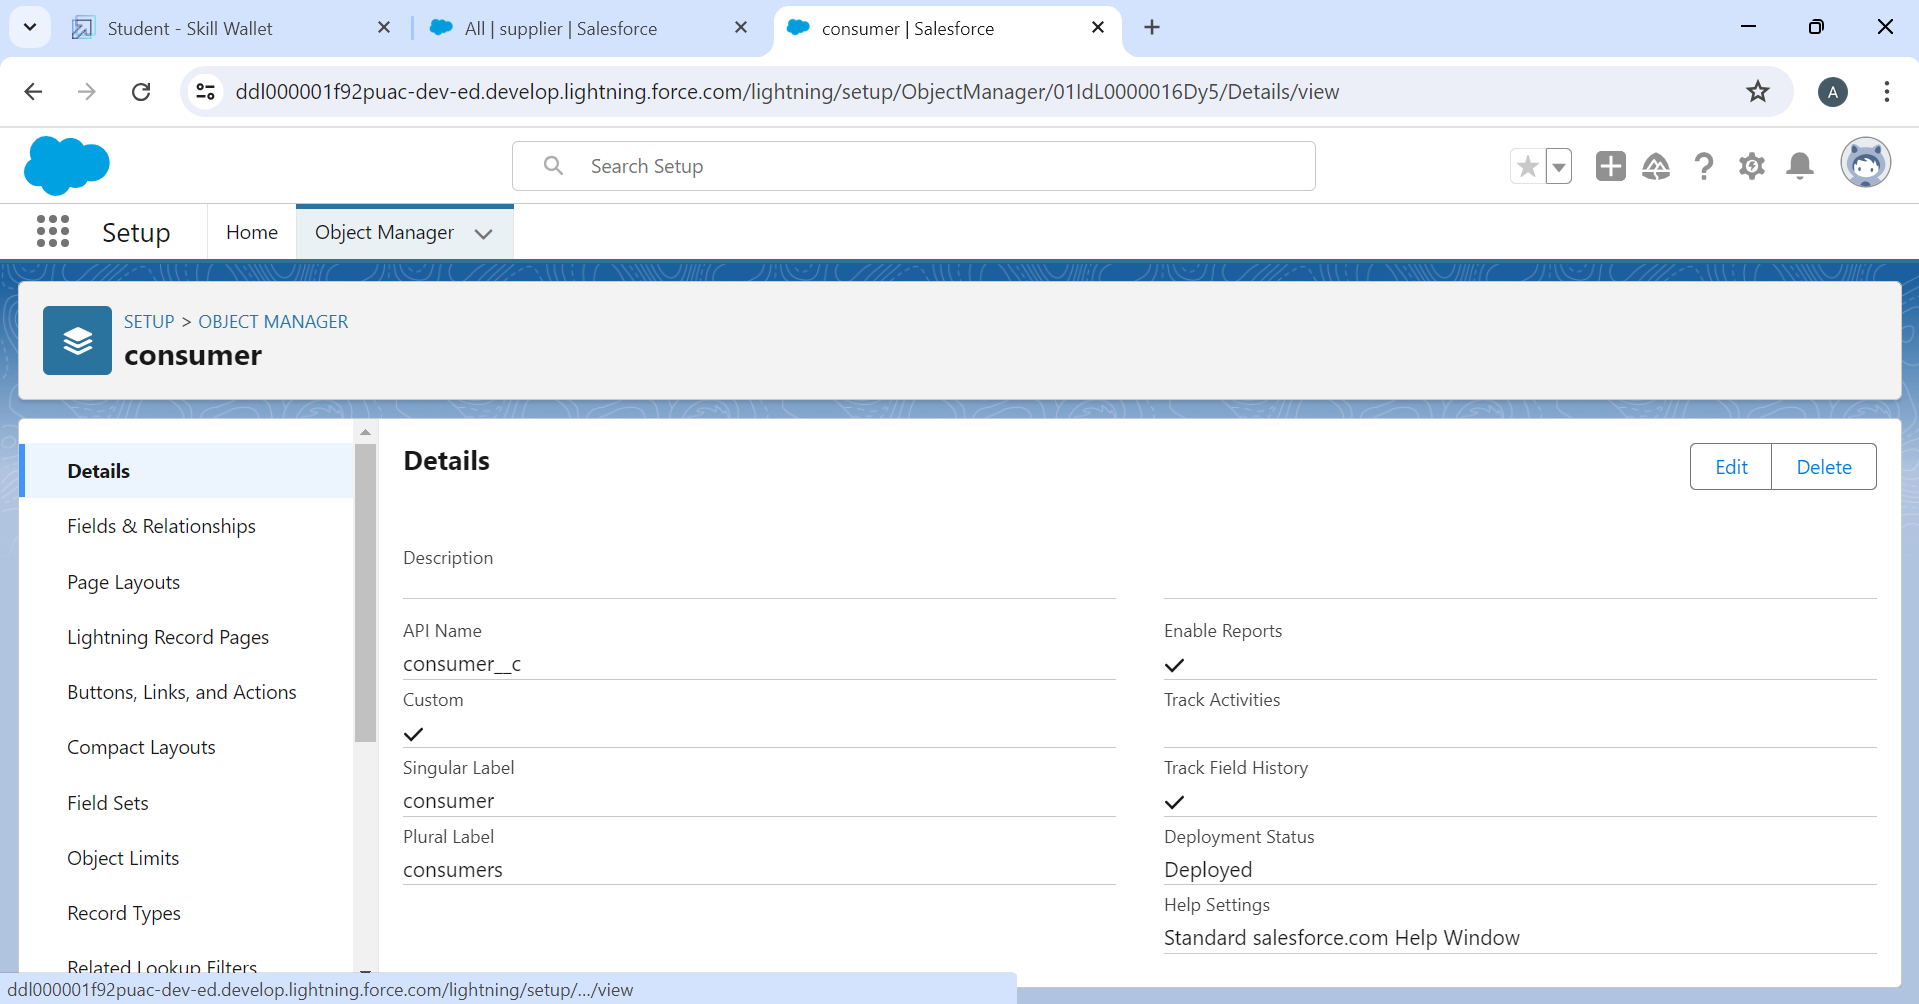 Student - Skill Wallet
All | supplier | Salesforce
consumer | Salesforce
ddl000001f92puac-dev-ed.develop.lightning.force.com/lightning/setup/ObjectManager/01IdL0000016Dy5/Details/view
A
Search Setup
Setup
Home
Object Manager
SETUP > OBJECT MANAGER
consumer
Details
Fields & Relationships
Page Layouts
Lightning Record Pages
Buttons, Links, and Actions
Compact Layouts
Field Sets
Object Limits
Record Types
Related Lookup Filters
Details
Edit
Delete
Description
API Name
consumer__c
Custom
Singular Label
consumer
Plural Label
consumers
Enable Reports
Track Activities
Track Field History
Deployment Status
Deployed
Help Settings
Standard salesforce.com Help Window
ddl000001f92puac-dev-ed.develop.lightning.force.com/lightning/setup/.../view